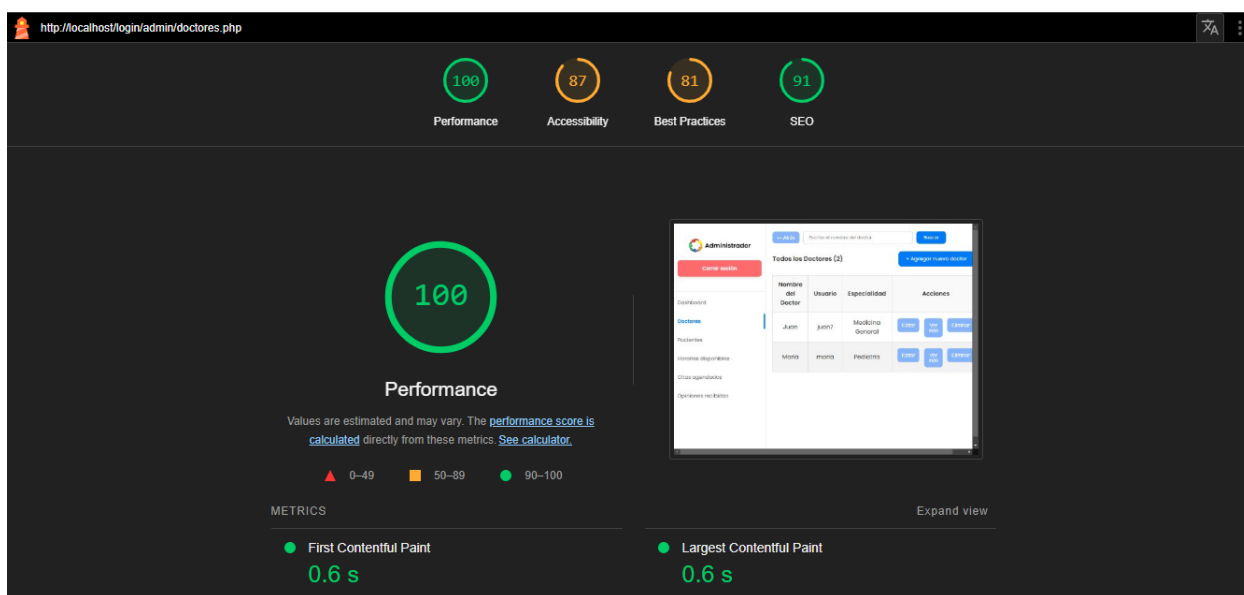 http://localhost/login/admin/doctores.php
100 87 81 91
Performance Accessibility Best Practices SEO
100
Performance
Values are estimated and may vary. The performance score is
calculated directly from these metrics. See calculator.
0–49 50–89 90–100
Administrador
Cerrar sesión
Dashboard
Doctores
Pacientes
Horarios disponibles
Citas agendadas
Opiniones recibidas
Buscar
Todos los Doctores (2)
+ Agregar nuevo doctor
Nombre del Doctor Usuario Especialidad Acciones
Juan juan7 Medicina General Editar Ver Eliminar
Maria maria Pediatria Editar Ver Eliminar
METRICS
Expand view
First Contentful Paint
0.6 s
Largest Contentful Paint
0.6 s